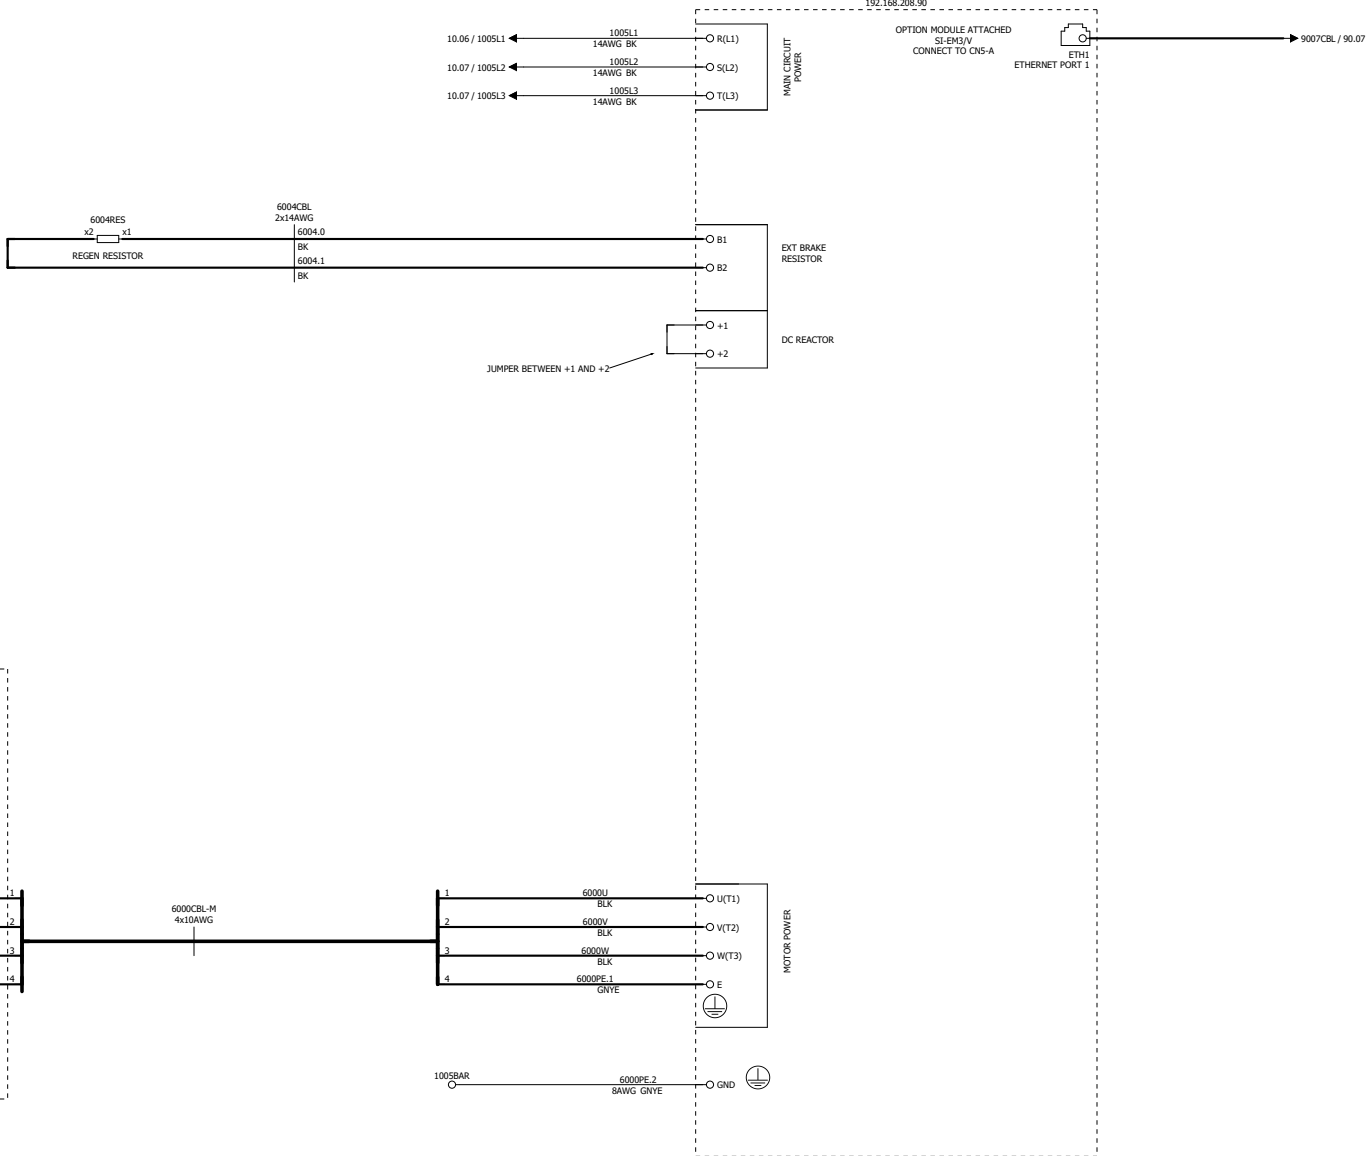 192.168.208.90
10.06 / 1005L1
1005L1
14AWG BK
R(L1)
10.07 / 1005L2
1005L2
14AWG BK
S(L2)
10.07 / 1005L3
1005L3
14AWG BK
T(L3)
MAIN CIRCUIT
POWER
OPTION MODULE ATTACHED
SI-EM3/V
CONNECT TO CN5-A
ETH1
ETHERNET PORT 1
9007CBL / 90.07
6004RES
x2
x1
REGEN RESISTOR
6004CBL
2x14AWG
6004.0
BK
6004.1
BK
B1
B2
EXT BRAKE
RESISTOR
+1
+2
DC REACTOR
JUMPER BETWEEN +1 AND +2
1
2
3
4
6000CBL-M
4x10AWG
1
6000U
BLK
U(T1)
2
6000V
BLK
V(T2)
3
6000W
BLK
W(T3)
4
6000PE.1
GNYE
E
MOTOR POWER
1005BAR
6000PE.2
8AWG GNYE
GND